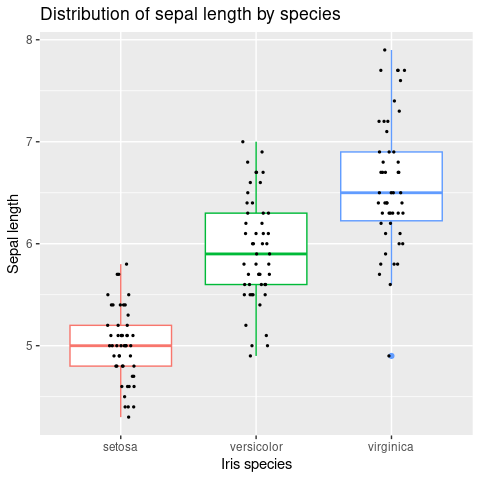 Distribution of sepal length by species
8
7
6
5
Sepal length
setosa versicolor virginica
Iris species